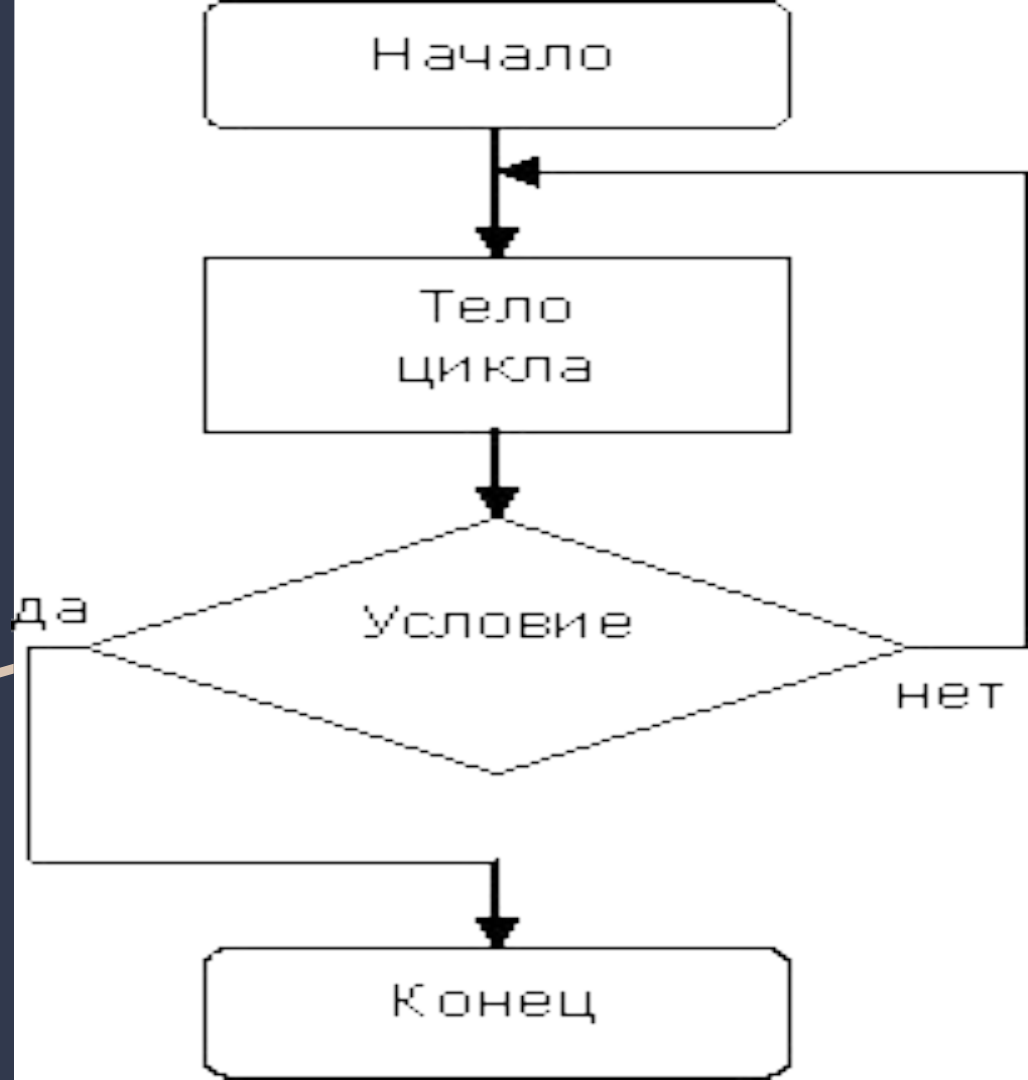 Начало
Тело
цикла
да
Условие
нет
Конец